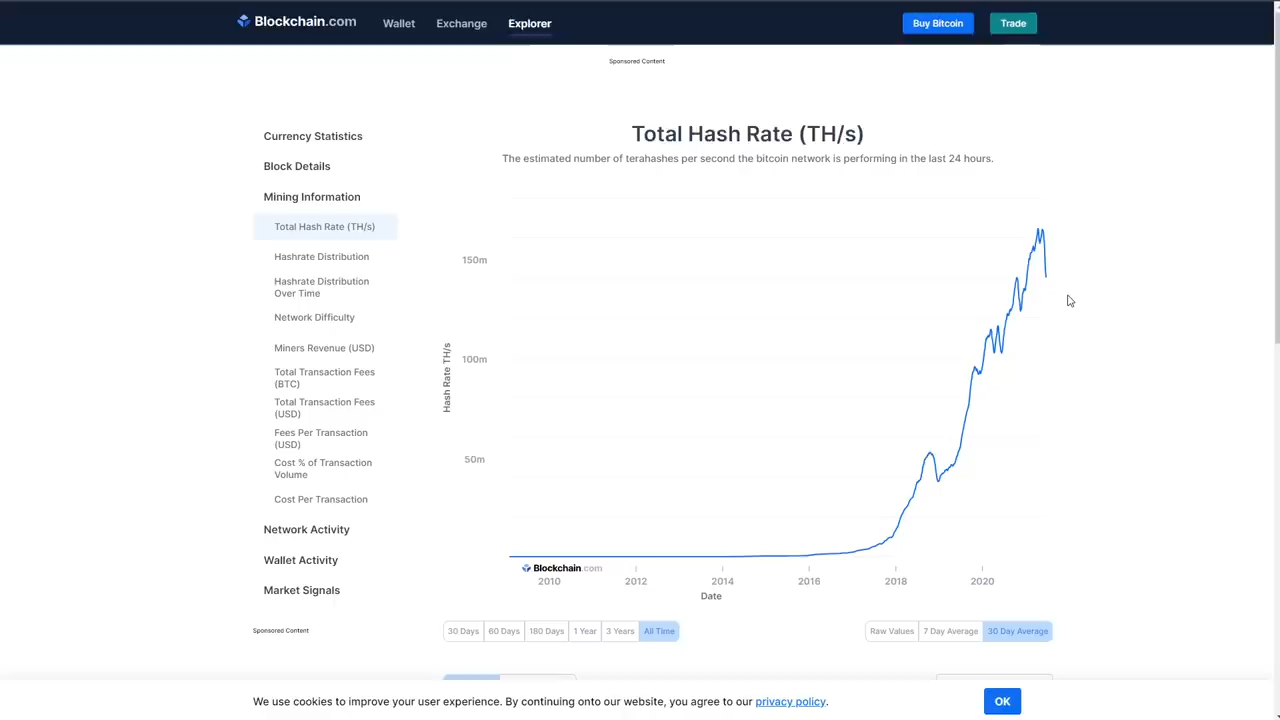 Blockchain.com Wallet Exchange Explorer Buy Bitcoin Trade
Sponsored Content
Currency Statistics
Block Details
Mining Information
Total Hash Rate (TH/s)
Hashrate Distribution
Hashrate Distribution
Over Time
Network Difficulty
Miners Revenue (USD)
Total Transaction Fees
(BTC)
Total Transaction Fees
(USD)
Fees Per Transaction
(USD)
Cost % of Transaction
Volume
Cost Per Transaction
Network Activity
Wallet Activity
Market Signals
Sponsored Content
Total Hash Rate (TH/s)
The estimated number of terahashes per second the bitcoin network is performing in the last 24 hours.
Hash Rate TH/s
150m
100m
50m
Blockchain.com
2010 2012 2014 2016 2018 2020
Date
30 Days 60 Days 180 Days 1 Year 3 Years All Time
Raw Values 7 Day Average 30 Day Average
We use cookies to improve your user experience. By continuing onto our website, you agree to our privacy policy.
OK